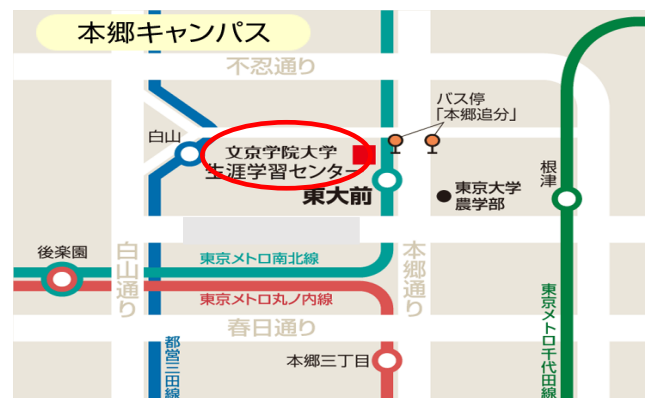 本郷キャンパス
不忍通り
バス停
「本郷追分」
白山
文京学院大学
生涯学習センター
東大前
根津
東京大学
農学部
後楽園
白山通り
東京メトロ南北線
本郷通り
東京メトロ丸ノ内線
春日通り
東京メトロ千代田線
都営三田線
本郷三丁目